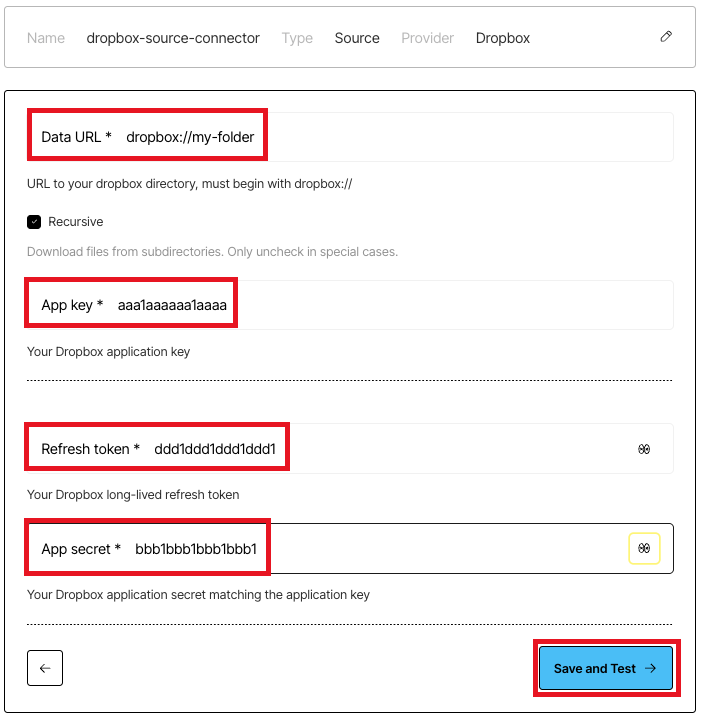 Name dropbox-source-connector Type Source Provider Dropbox
Data URL * dropbox://my-folder
URL to your dropbox directory, must begin with dropbox://
Recursive
Download files from subdirectories. Only uncheck in special cases.
App key * aaa1aaaaaa1aaaa
Your Dropbox application key
Refresh token * ddd1ddd1ddd1ddd1
Your Dropbox long-lived refresh token
App secret * bbb1bbb1bbb1bbb1
Your Dropbox application secret matching the application key
Save and Test